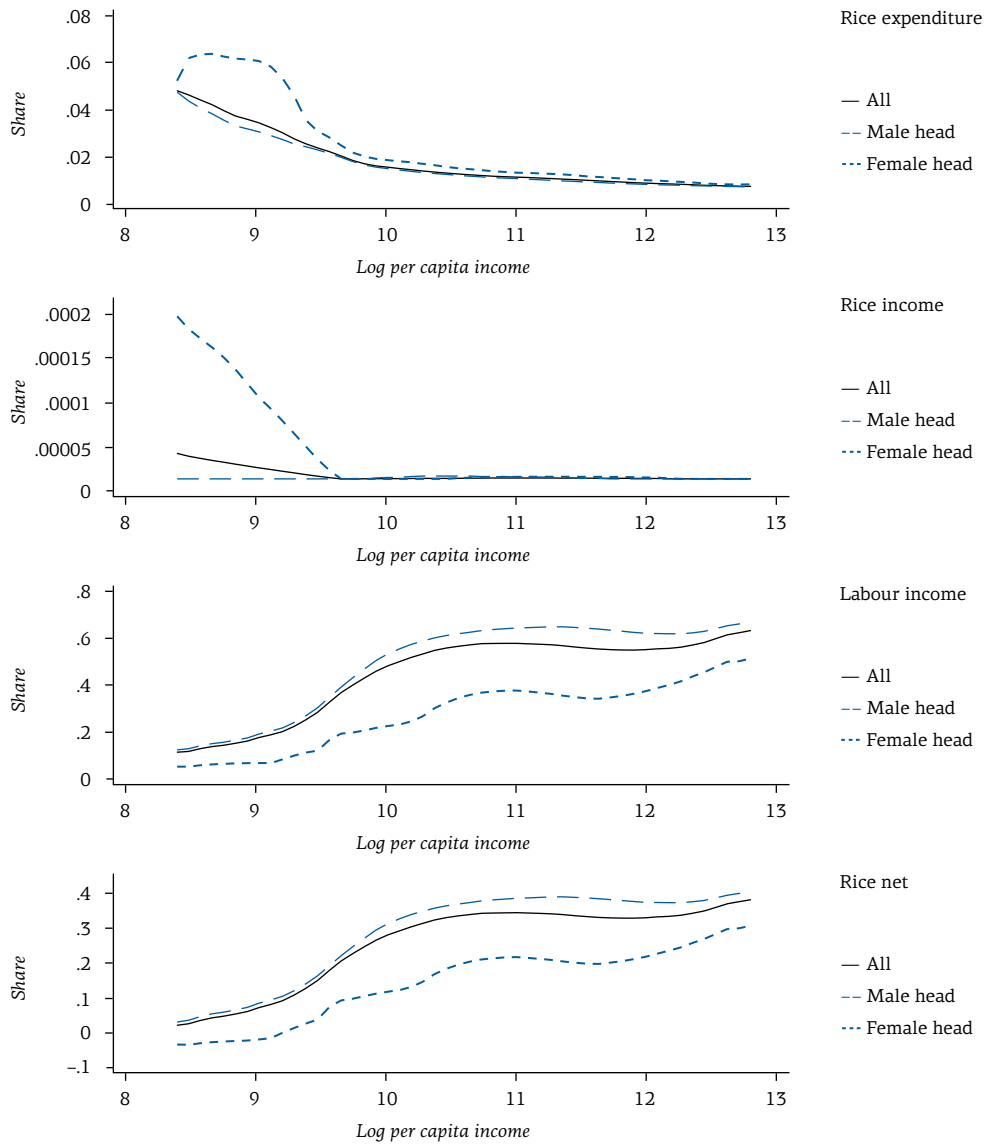 Rice expenditure
Share
.08
.06
.04
.02
0
8 9 10 11 12 13
Log per capita income
All
Male head
Female head
Rice income
Share
.0002
.00015
.0001
.00005
0
8 9 10 11 12 13
Log per capita income
All
Male head
Female head
Labour income
Share
.8
.6
.4
.2
0
8 9 10 11 12 13
Log per capita income
All
Male head
Female head
Rice net
Share
.4
.3
.2
.1
0
–.1
8 9 10 11 12 13
Log per capita income
All
Male head
Female head